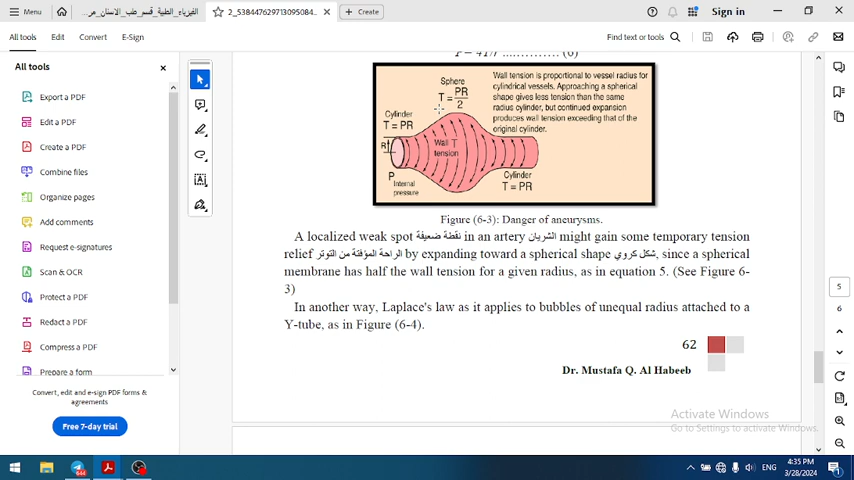 Menu
2_5384476297130950 84...
Create
Sign in
All tools
Edit
Convert
E-Sign
Find text or tools
All tools
Export a PDF
Edit a PDF
Create a PDF
Combine files
Organize pages
Add comments
Request e-signatures
Scan & OCR
Protect a PDF
Redact a PDF
Compress a PDF
Prepare a form
Convert, edit and e-sign PDF forms &
agreements
Free 7-day trial
Sphere
T = PR
2
Cylinder
T = PR
R
Wall T
tension
P
Internal
pressure
Cylinder
T = PR
Wall tension is proportional to vessel radius for
cylindrical vessels. Approaching a spherical
shape gives less tension than the same
radius cylinder, but continued expansion
produces wall tension exceeding that of the
original cylinder.
Figure (6-3): Danger of aneurysms.
A localized weak spot نقطة ضعيفة in an artery الشريان might gain some temporary tension
relief الراحة المؤقتة من التوتر by expanding toward a spherical shape شكل كروي, since a spherical
membrane has half the wall tension for a given radius, as in equation 5. (See Figure 6-
3)
In another way, Laplace's law as it applies to bubbles of unequal radius attached to a
Y-tube, as in Figure (6-4).
62
Dr. Mustafa Q. Al Habeeb
5
6
Activate Windows
Go to Settings to activate Windows.
ENG
4:35 PM
3/28/2024